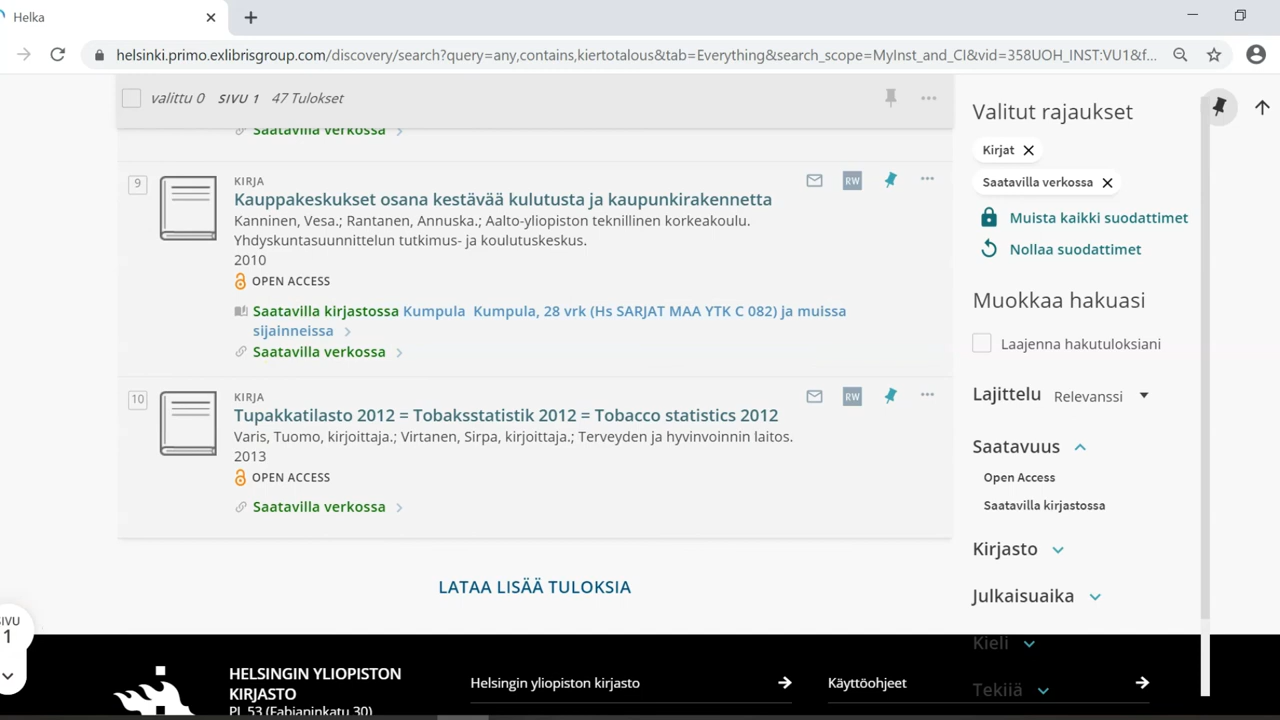 Helka
helsinki.primo.exlibrisgroup.com/discovery/search?query=any,contains,kiertotalous&tab=Everything&search_scope=MyInst_and_CI&vid=358UOH_INST:VU1&f...
valittu 0 SIVU 1 47 Tulokset
Saatavilla verkossa
9
KIRJA
RW
Kauppakeskukset osana kestävää kulutusta ja kaupunkirakennetta
Kanninen, Vesa.; Rantanen, Annuska.; Aalto-yliopiston teknillinen korkeakoulu.
Yhdyskuntasuunnittelun tutkimus- ja koulutuskeskus.
2010
OPEN ACCESS
Saatavilla kirjastossa Kumpula Kumpula, 28 vrk (Hs SARJAT MAA YTK C 082) ja muissa
sijainneissa
Saatavilla verkossa
10
KIRJA
RW
Tupakkatilasto 2012 = Tobaksstatistik 2012 = Tobacco statistics 2012
Varis, Tuomo, kirjoittaja.; Virtanen, Sirpa, kirjoittaja.; Terveyden ja hyvinvoinnin laitos.
2013
OPEN ACCESS
Saatavilla verkossa
LATAA LISÄÄ TULOKSIA
Valitut rajaukset
Kirjat
Saatavilla verkossa
Muista kaikki suodattimet
Nollaa suodattimet
Muokkaa hakuasi
Laajenna hakutuloksiani
Lajittelu Relevanssi
Saatavuus
Open Access
Saatavilla kirjastossa
Kirjasto
Julkaisuaika
Kieli
Tekijä
SIVU
1
HELSINGIN YLIOPISTON
KIRJASTO
PL 53 (Fabianinkatu 30)
Helsingin yliopiston kirjasto
Käyttöohjeet